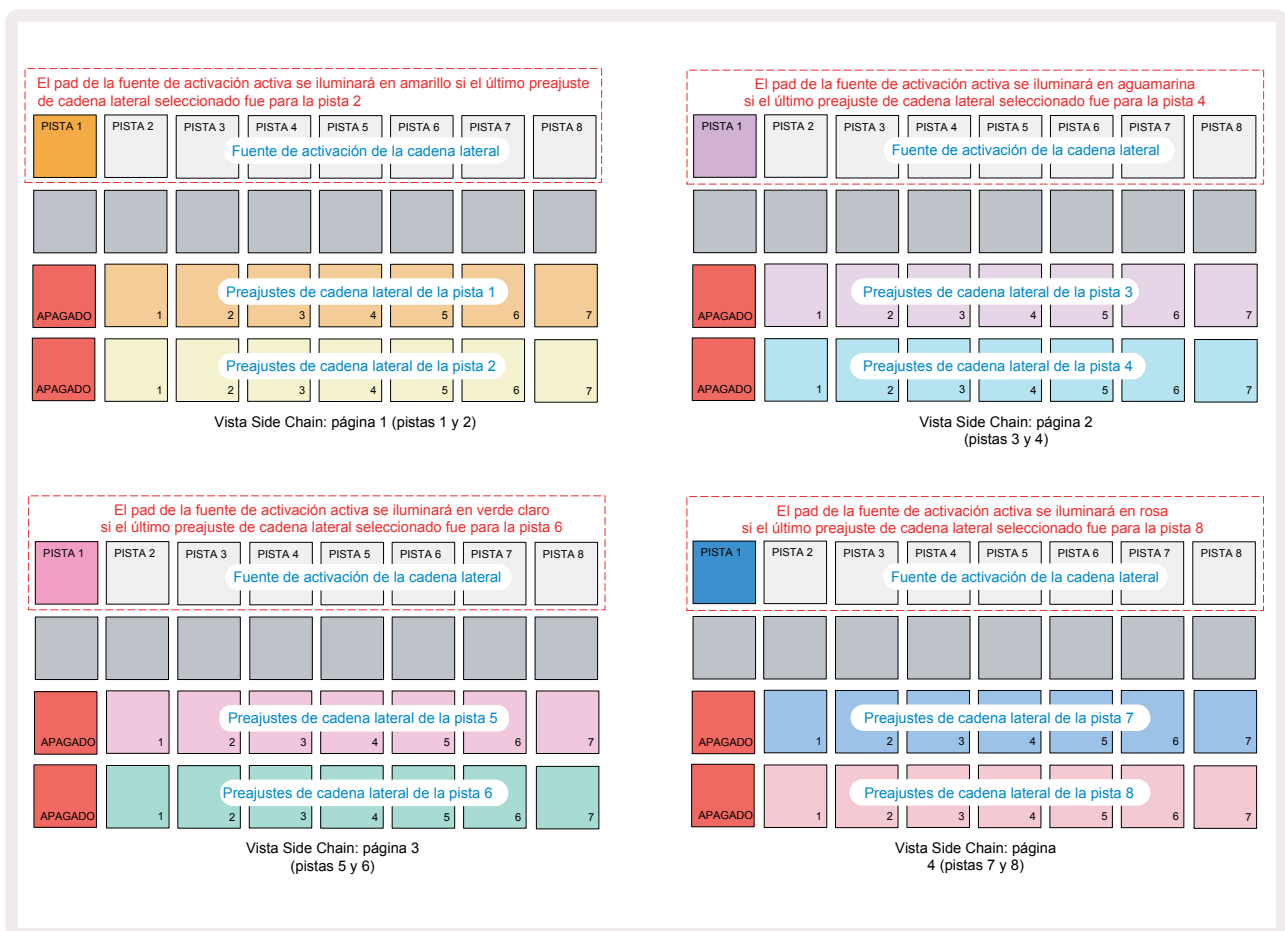 El pad de la fuente de activación activa se iluminará en amarillo si el último preajuste
de cadena lateral seleccionado fue para la pista 2
PISTA 1 PISTA 2 PISTA 3 PISTA 4 PISTA 5 PISTA 6 PISTA 7 PISTA 8
Fuente de activación de la cadena lateral
Preajustes de cadena lateral de la pista 1
APAGADO 1 2 3 4 5 6 7
Preajustes de cadena lateral de la pista 2
APAGADO 1 2 3 4 5 6 7
Vista Side Chain: página 1 (pistas 1 y 2)
El pad de la fuente de activación activa se iluminará en aguamarina
si el último preajuste de cadena lateral seleccionado fue para la pista 4
PISTA 1 PISTA 2 PISTA 3 PISTA 4 PISTA 5 PISTA 6 PISTA 7 PISTA 8
Fuente de activación de la cadena lateral
Preajustes de cadena lateral de la pista 3
APAGADO 1 2 3 4 5 6 7
Preajustes de cadena lateral de la pista 4
APAGADO 1 2 3 4 5 6 7
Vista Side Chain: página 2
(pistas 3 y 4)
El pad de la fuente de activación activa se iluminará en verde claro
si el último preajuste de cadena lateral seleccionado fue para la pista 6
PISTA 1 PISTA 2 PISTA 3 PISTA 4 PISTA 5 PISTA 6 PISTA 7 PISTA 8
Fuente de activación de la cadena lateral
Preajustes de cadena lateral de la pista 5
APAGADO 1 2 3 4 5 6 7
Preajustes de cadena lateral de la pista 6
APAGADO 1 2 3 4 5 6 7
Vista Side Chain: página 3
(pistas 5 y 6)
El pad de la fuente de activación activa se iluminará en rosa
si el último preajuste de cadena lateral seleccionado fue para la pista 8
PISTA 1 PISTA 2 PISTA 3 PISTA 4 PISTA 5 PISTA 6 PISTA 7 PISTA 8
Fuente de activación de la cadena lateral
Preajustes de cadena lateral de la pista 7
APAGADO 1 2 3 4 5 6 7
Preajustes de cadena lateral de la pista 8
APAGADO 1 2 3 4 5 6 7
Vista Side Chain: página
4 (pistas 7 y 8)